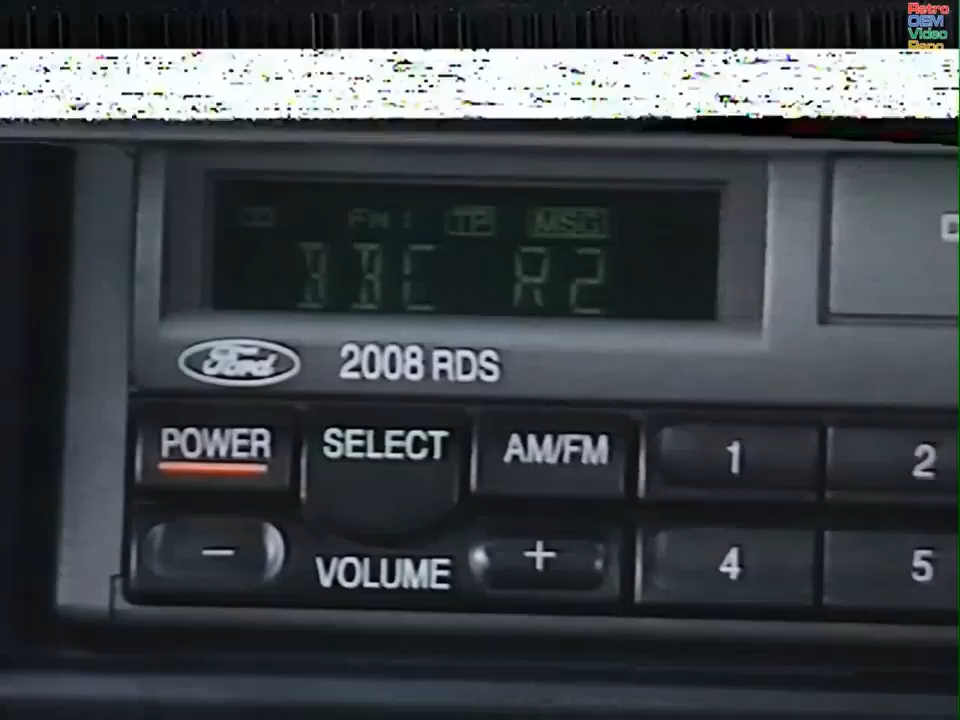 Retro
OEM
Video
Repo
FM 1 TP MSG
BBC R2
Ford 2008 RDS
POWER SELECT AM/FM 1 2
− VOLUME + 4 5